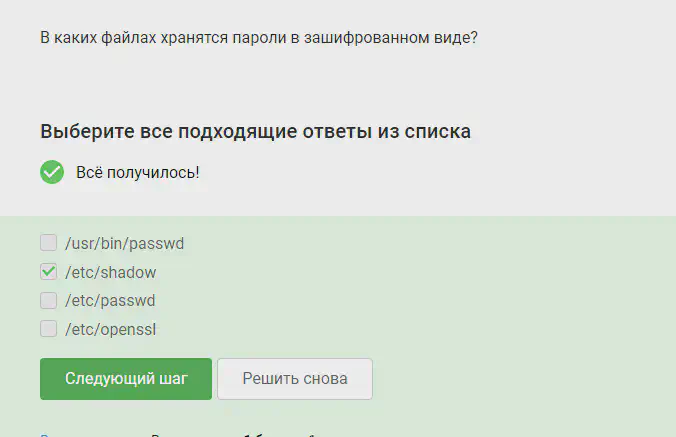 В каких файлах хранятся пароли в зашифрованном виде?
Выберите все подходящие ответы из списка
Всё получилось!
/usr/bin/passwd
/etc/shadow
/etc/passwd
/etc/openssl
Следующий шаг
Решить снова